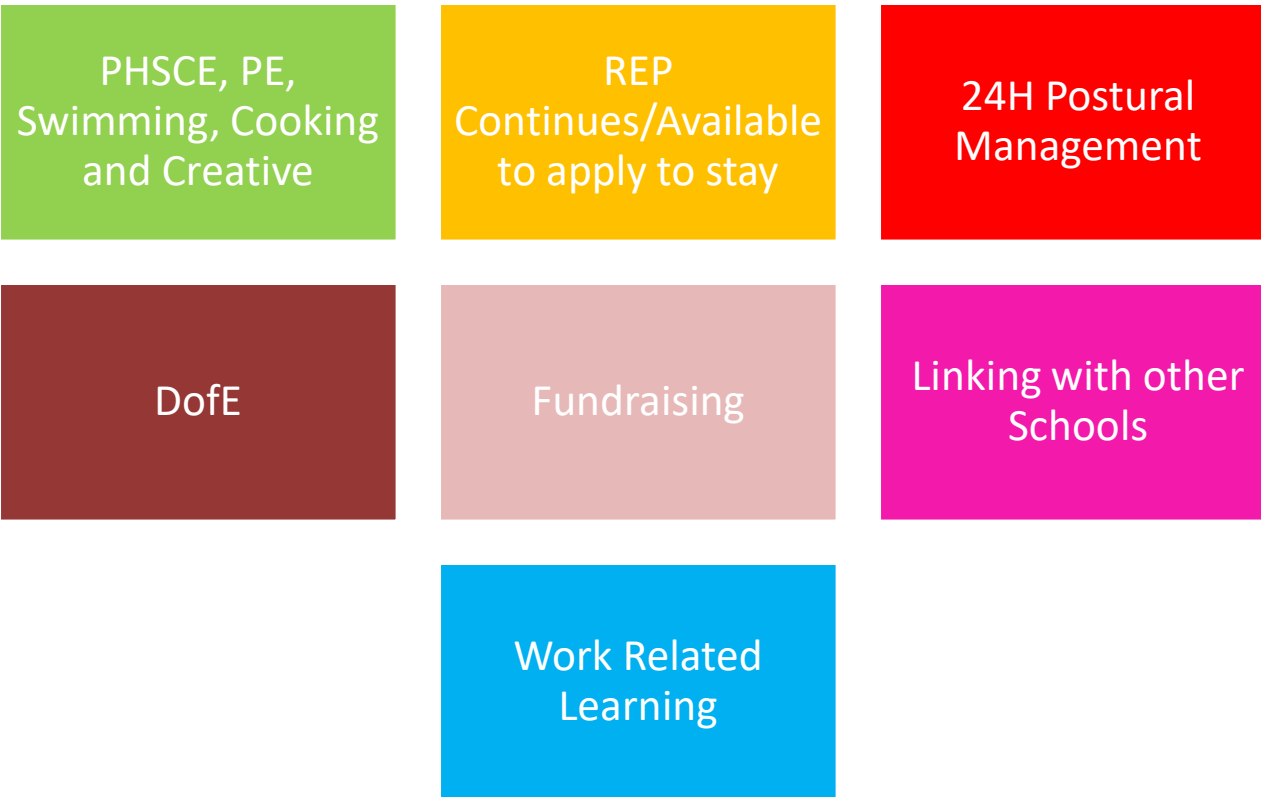 PHSCE, PE,
Swimming, Cooking
and Creative
REP
Continues/Available
to apply to stay
24H Postural
Management
DofE
Fundraising
Linking with other
Schools
Work Related
Learning